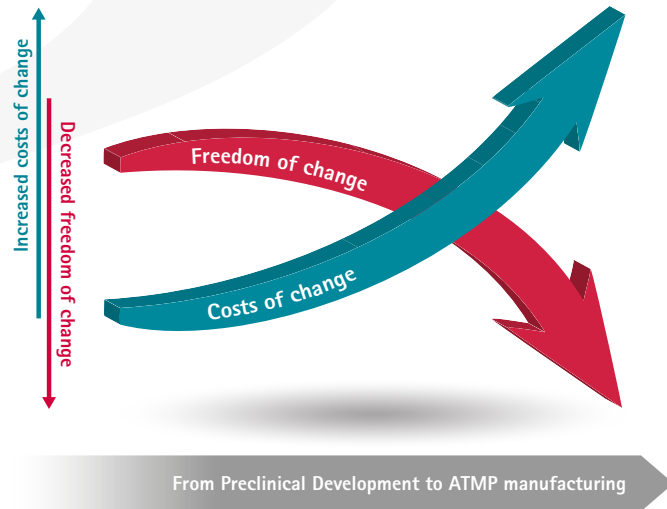 Increased costs of change
Decreased freedom of change
Freedom of change
Costs of change
From Preclinical Development to ATMP manufacturing